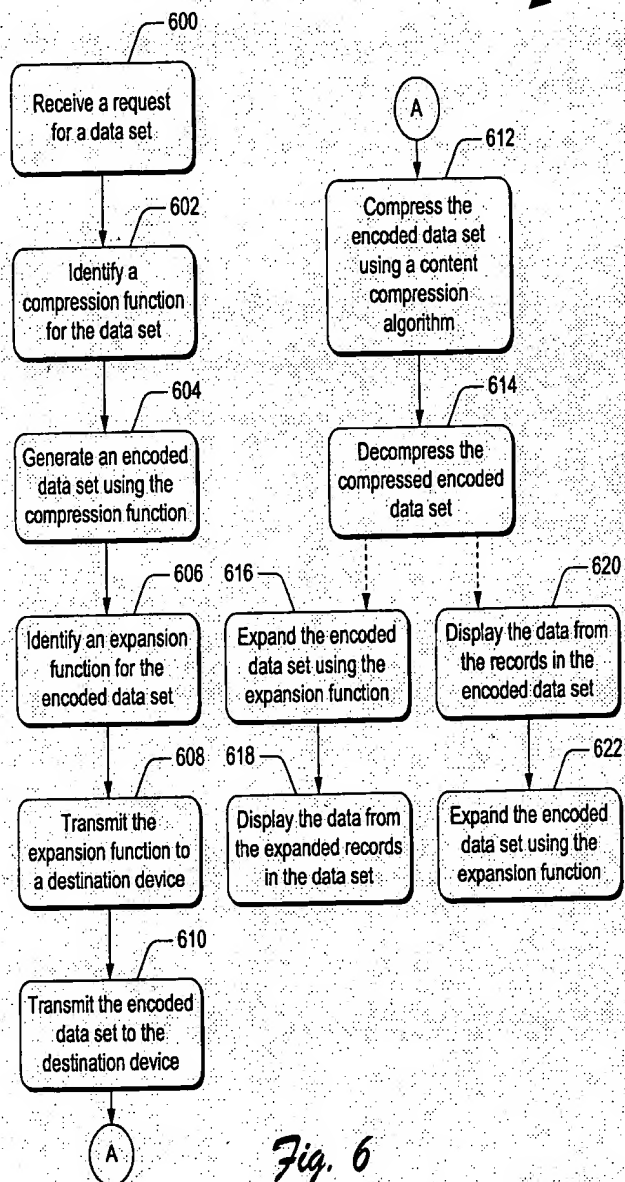 600
Receive a request
for a data set
602
Identify a
compression function
for the data set
604
Generate an encoded
data set using the
compression function
606
Identify an expansion
function for the
encoded data set
608
Transmit the
expansion function to
a destination device
610
Transmit the encoded
data set to the
destination device
A
A
612
Compress the
encoded data set
using a content
compression
algorithm
614
Decompress the
compressed encoded
data set
616
Expand the encoded
data set using the
expansion function
618
Display the data from
the expanded records
in the data set
620
Display the data from
the records in the
encoded data set
622
Expand the encoded
data set using the
expansion function
Fig. 6